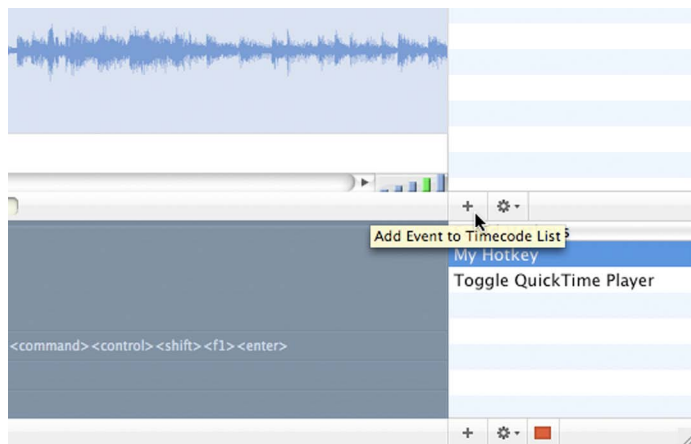 Add Event to Timecode List
My Hotkey
Toggle QuickTime Player
<command><control><shift><f1><enter>